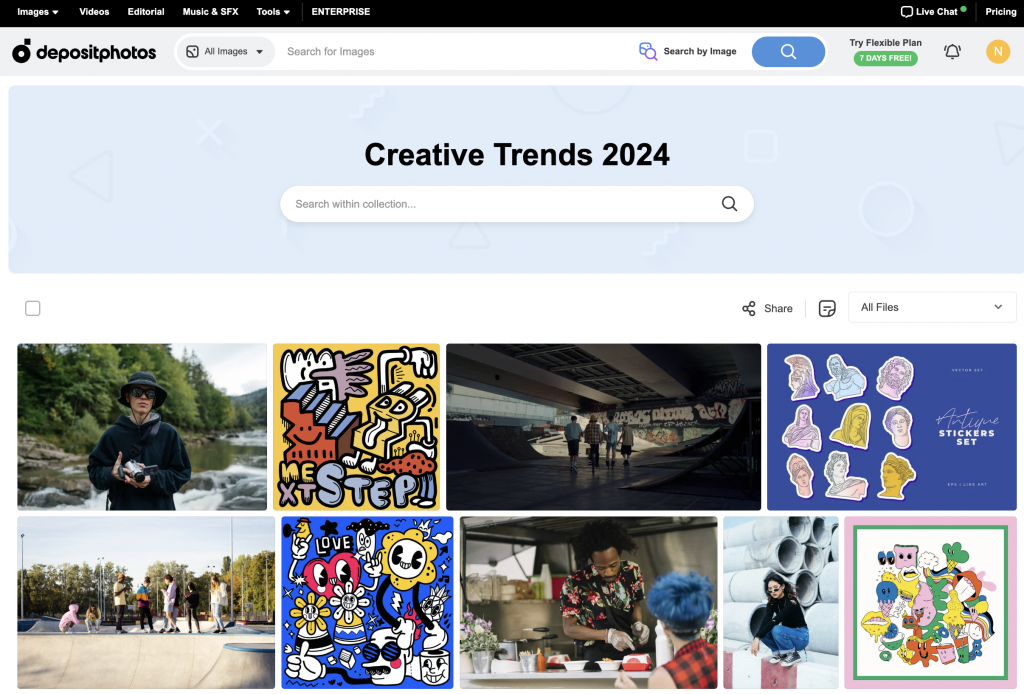 Images
Videos
Editorial
Music & SFX
Tools
ENTERPRISE
Live Chat
Pricing
depositphotos
All Images
Search for Images
Search by Image
Try Flexible Plan
7 DAYS FREE!
N
Creative Trends 2024
Search within collection...
Share
All Files
ME
XT STEP
VECTOR SET
Antique
STICKERS
SET
EPS / LINE ART
LOVE